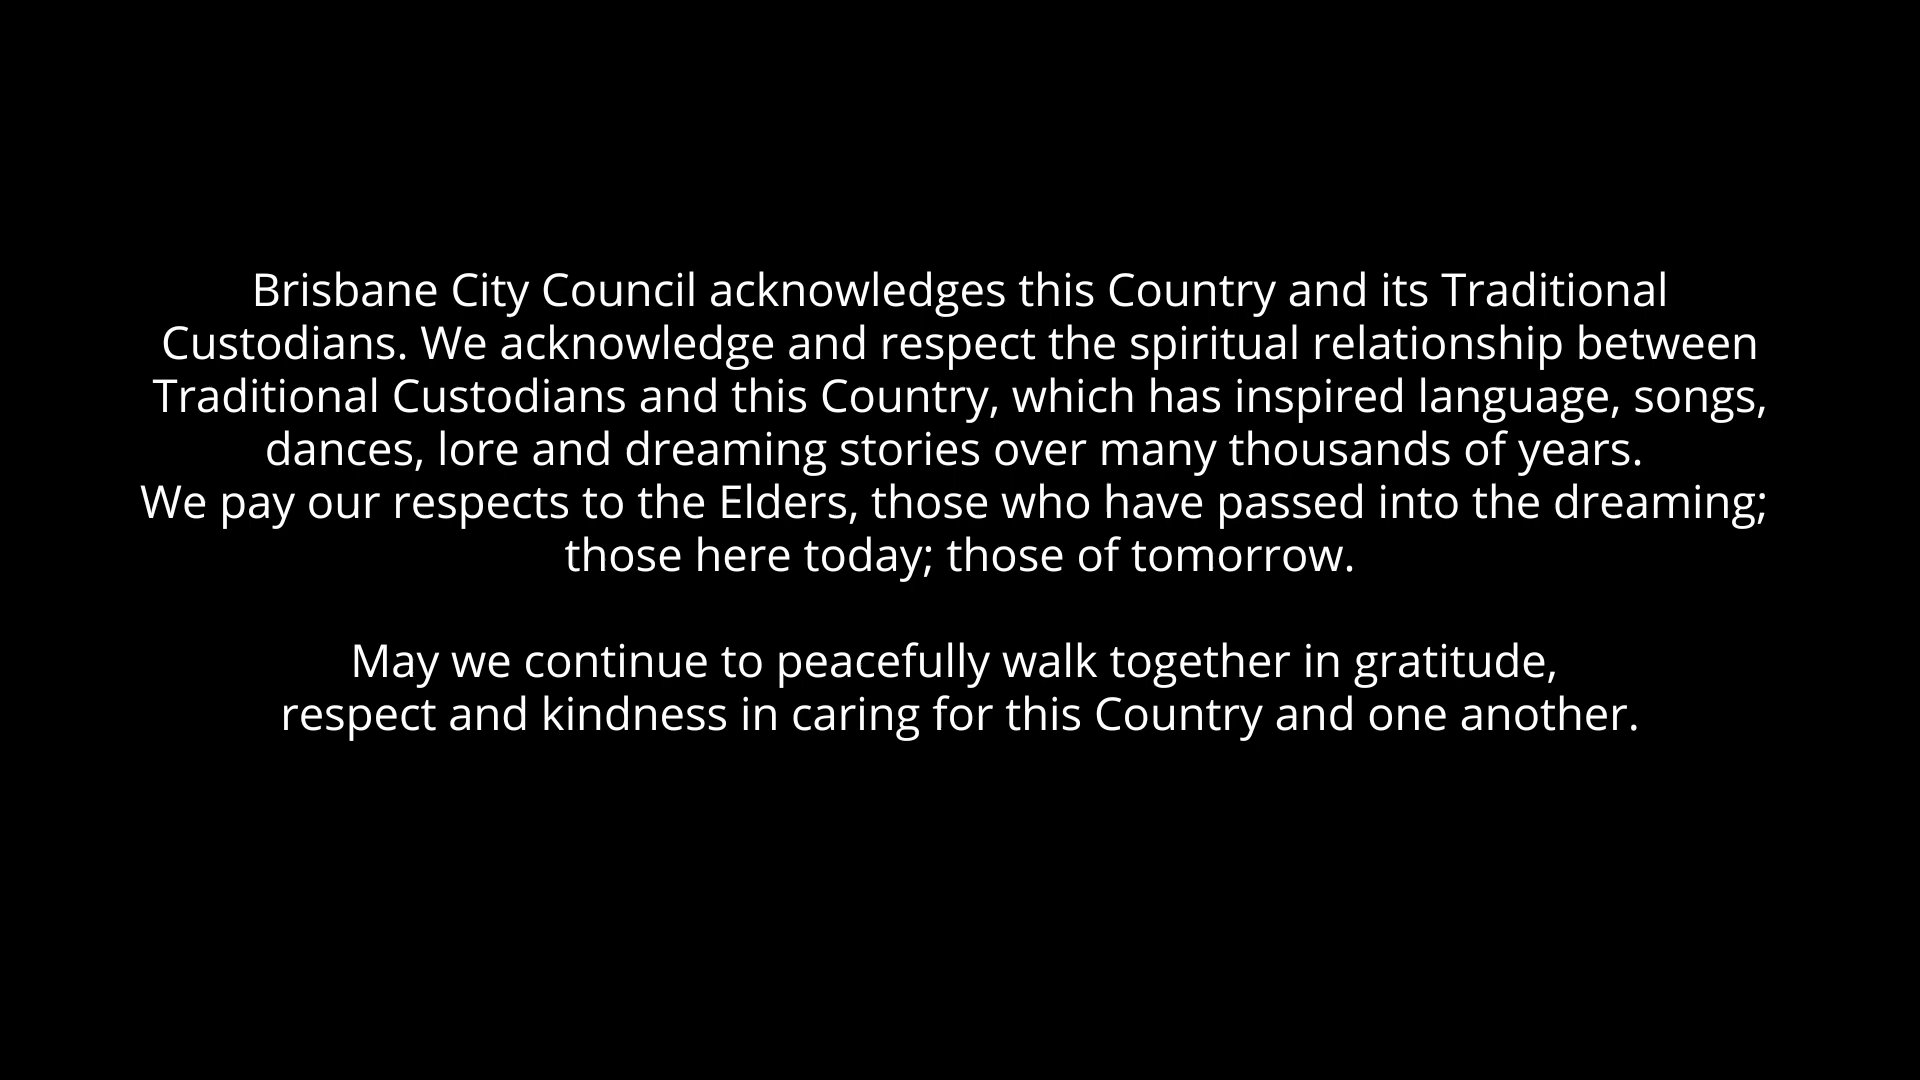 Brisbane City Council acknowledges this Country and its Traditional
Custodians. We acknowledge and respect the spiritual relationship between
Traditional Custodians and this Country, which has inspired language, songs,
dances, lore and dreaming stories over many thousands of years.
We pay our respects to the Elders, those who have passed into the dreaming;
those here today; those of tomorrow.
May we continue to peacefully walk together in gratitude,
respect and kindness in caring for this Country and one another.